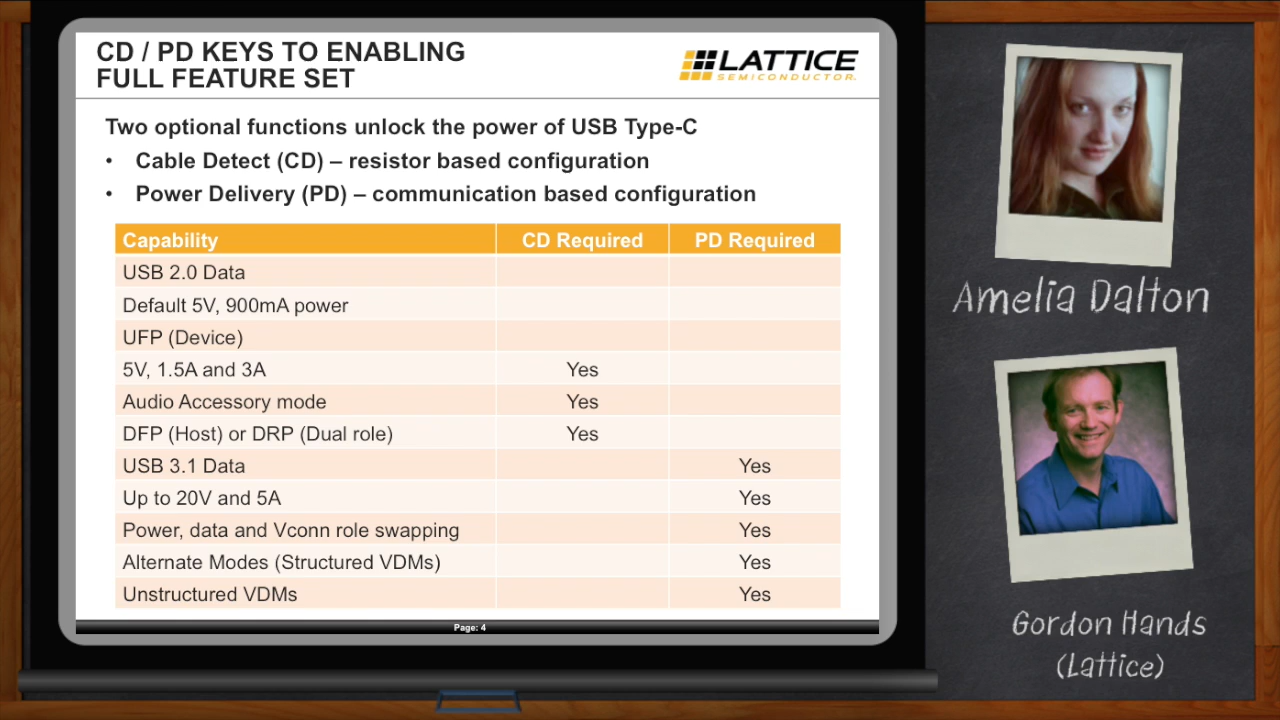 CD / PD KEYS TO ENABLING
FULL FEATURE SET
LATTICE
SEMICONDUCTOR.
Two optional functions unlock the power of USB Type-C
• Cable Detect (CD) – resistor based configuration
• Power Delivery (PD) – communication based configuration
Capability CD Required PD Required
USB 2.0 Data
Default 5V, 900mA power
UFP (Device)
5V, 1.5A and 3A Yes
Audio Accessory mode Yes
DFP (Host) or DRP (Dual role) Yes
USB 3.1 Data Yes
Up to 20V and 5A Yes
Power, data and Vconn role swapping Yes
Alternate Modes (Structured VDMs) Yes
Unstructured VDMs Yes
Page: 4
Amelia Dalton
Gordon Hands
(Lattice)